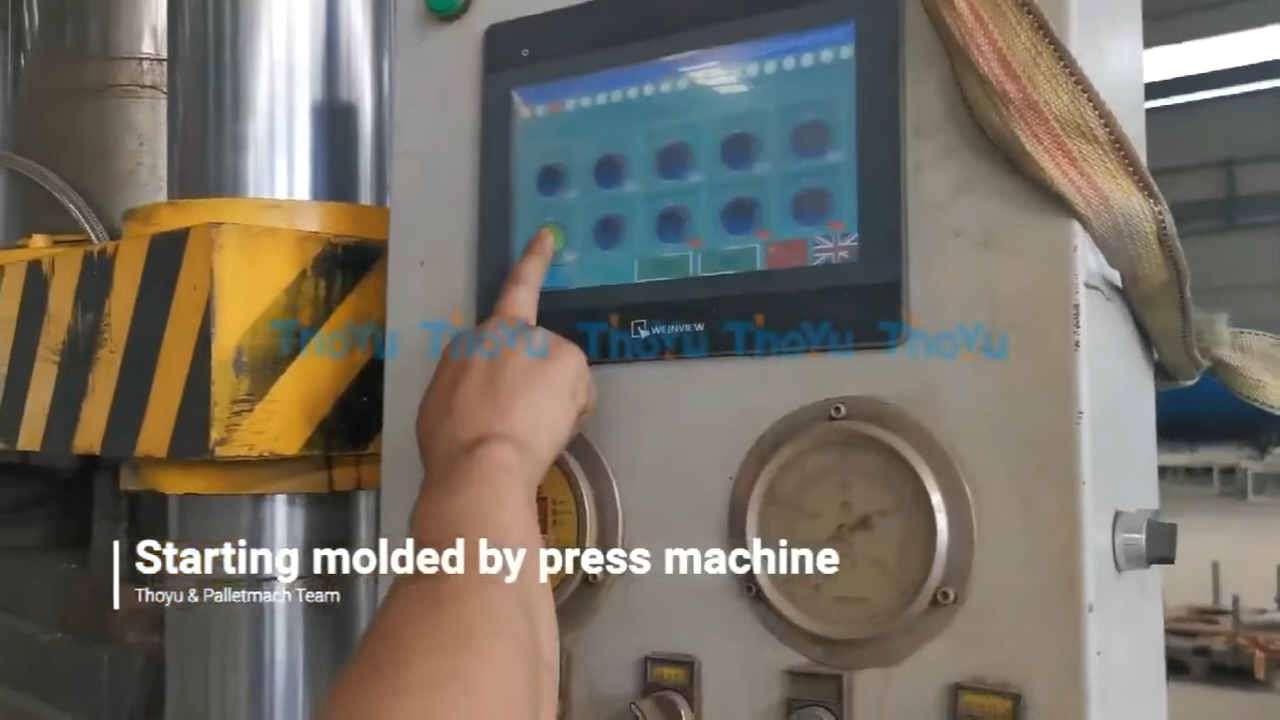 WEINVIEW
ThoYu ThoYu ThoYu ThoYu ThoYu
Starting molded by press machine
Thoyu & Palletmach Team